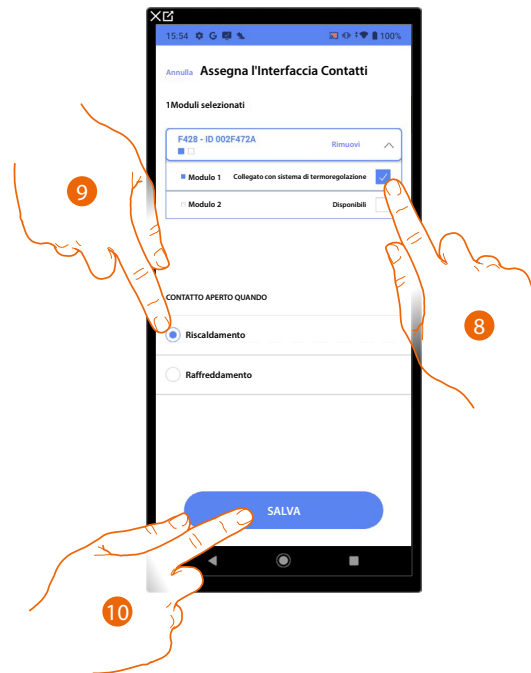 15.54 G 100%
Annulla Assegna l'Interfaccia Contatti
1Moduli selezionati
F428 - ID 002F472A Rimuovi
Modulo 1 Collegato con sistema di termoregolazione
Modulo 2 Disponibili
9
8
CONTATTO APERTO QUANDO
Riscaldamento
Raffreddamento
SALVA
10